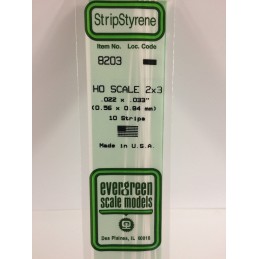 StripStyrene
Item No. Loc. Code
8203
HO SCALE 2x3
.022 x .033"
(0.56 x 0.84 mm)
10 Strips
Made in U.S.A.
evergreen
scale models
Des Plaines, IL 60018